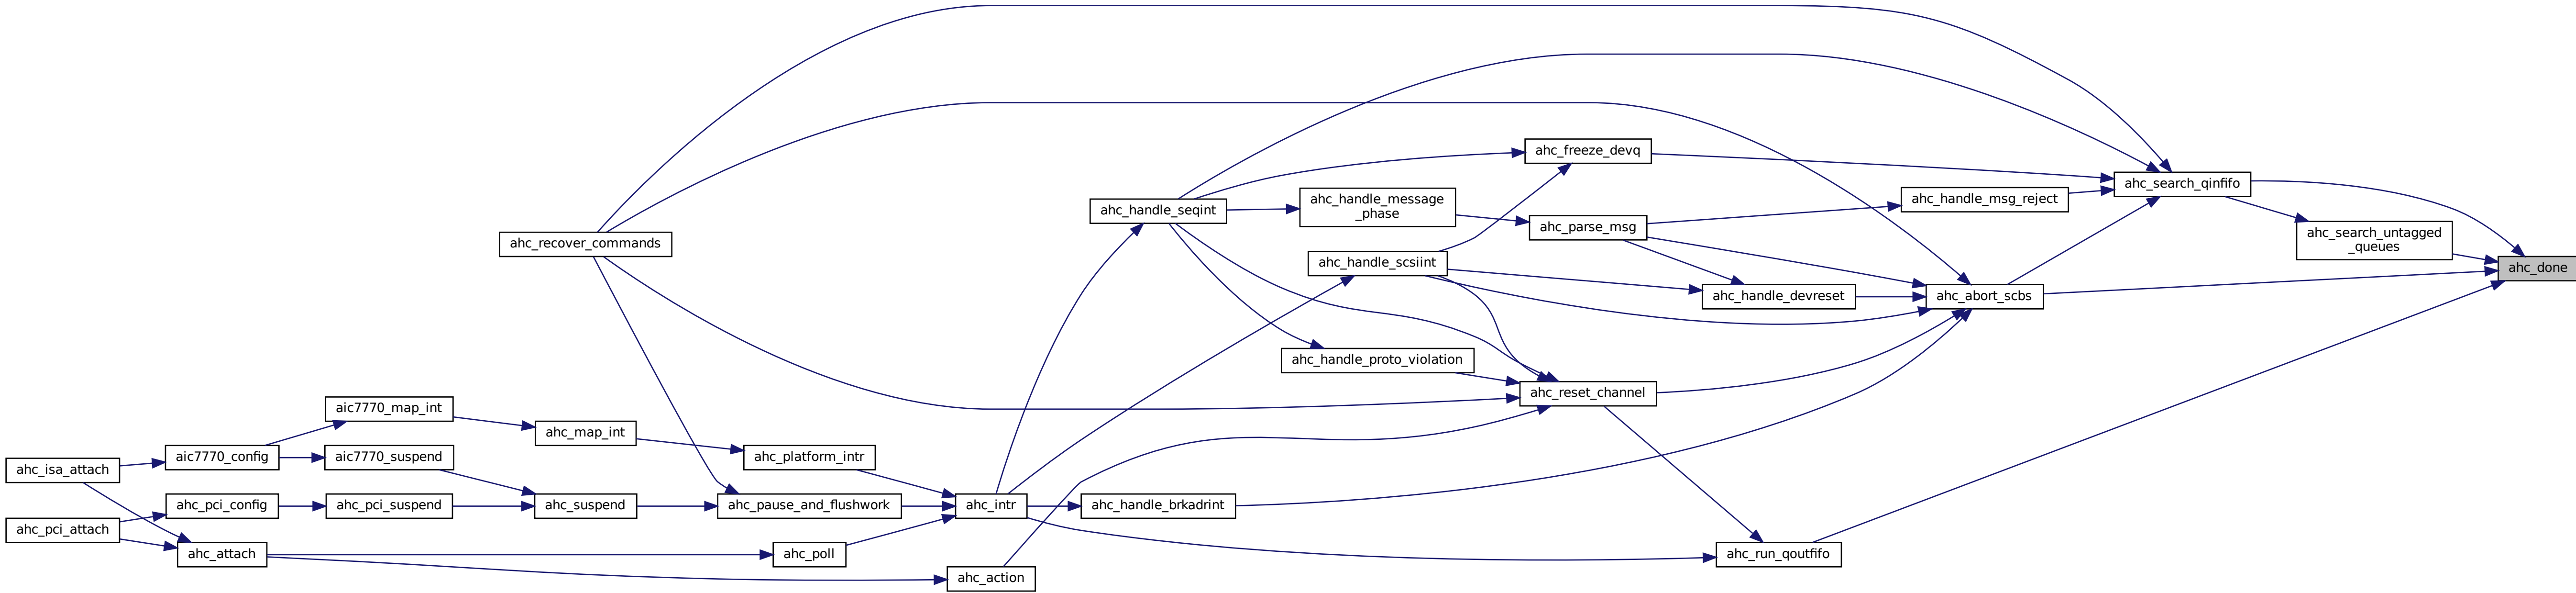 ahc_freeze_devq
ahc_search_qinfifo
ahc_handle_message
_phase
ahc_handle_msg_reject
ahc_handle_seqint
ahc_parse_msg
ahc_search_untagged
_queues
ahc_recover_commands
ahc_handle_scsiint
ahc_done
ahc_handle_devreset
ahc_abort_scbs
ahc_handle_proto_violation
ahc_reset_channel
aic7770_map_int
ahc_map_int
ahc_isa_attach
aic7770_config
aic7770_suspend
ahc_platform_intr
ahc_pci_config
ahc_pci_suspend
ahc_suspend
ahc_pause_and_flushwork
ahc_intr
ahc_handle_brkadrint
ahc_pci_attach
ahc_attach
ahc_poll
ahc_run_qoutfifo
ahc_action